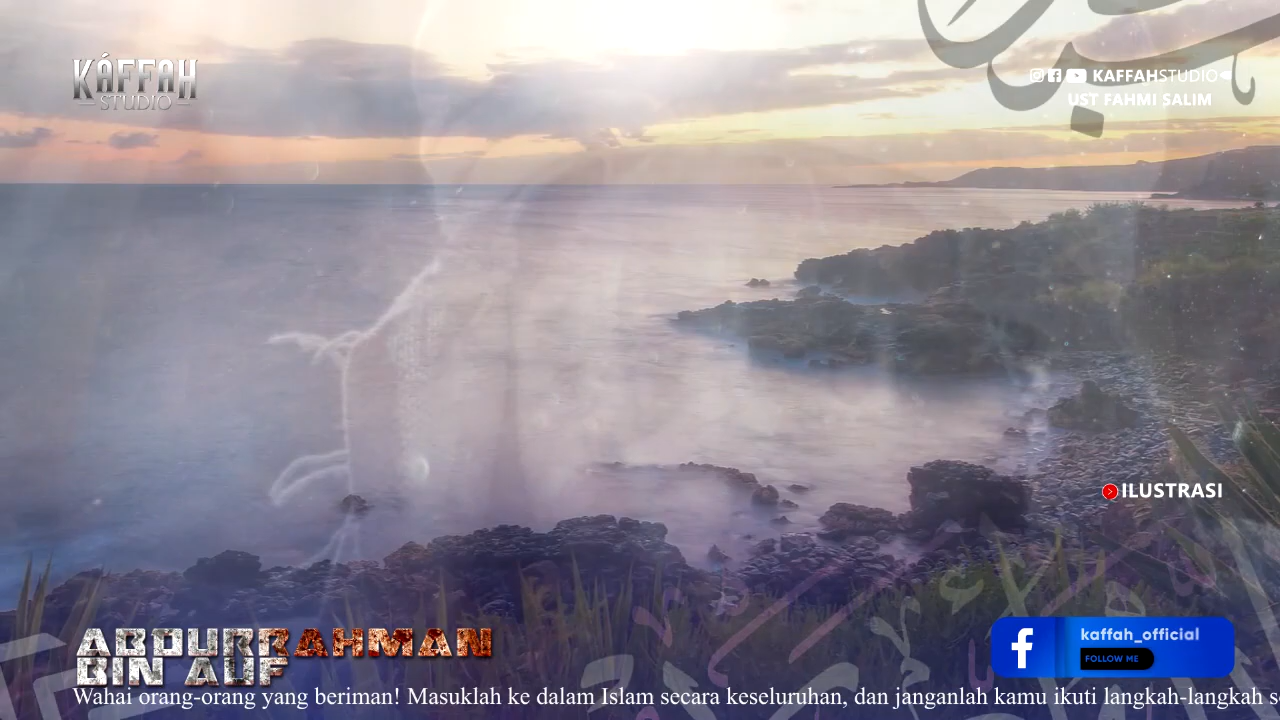 KÁFFAH
STUDIO
KAFFAHSTUDIO
UST FAHMI SALIM
ILUSTRASI
ABDURRAHMAN
BIN AUF
kaffah_official
FOLLOW ME
Wahai orang-orang yang beriman! Masuklah ke dalam Islam secara keseluruhan, dan janganlah kamu ikuti langkah-langkah s